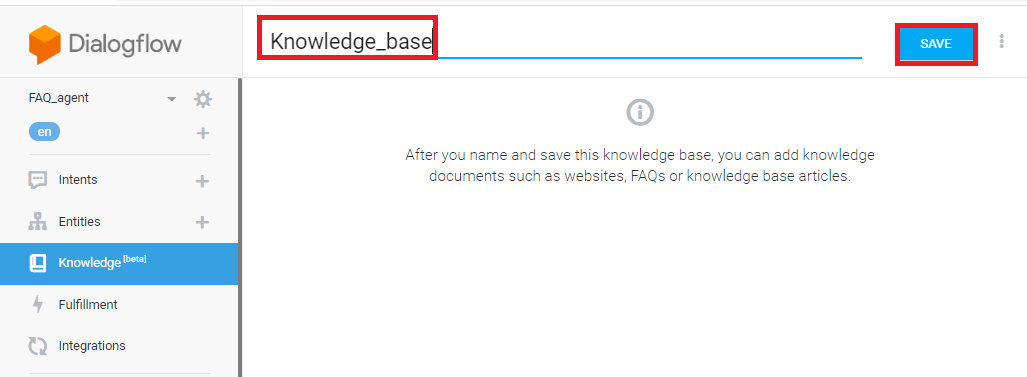 Dialogflow
Knowledge_base
SAVE
FAQ_agent
en
Intents
Entities
Knowledge [beta]
Fulfillment
Integrations
After you name and save this knowledge base, you can add knowledge
documents such as websites, FAQs or knowledge base articles.